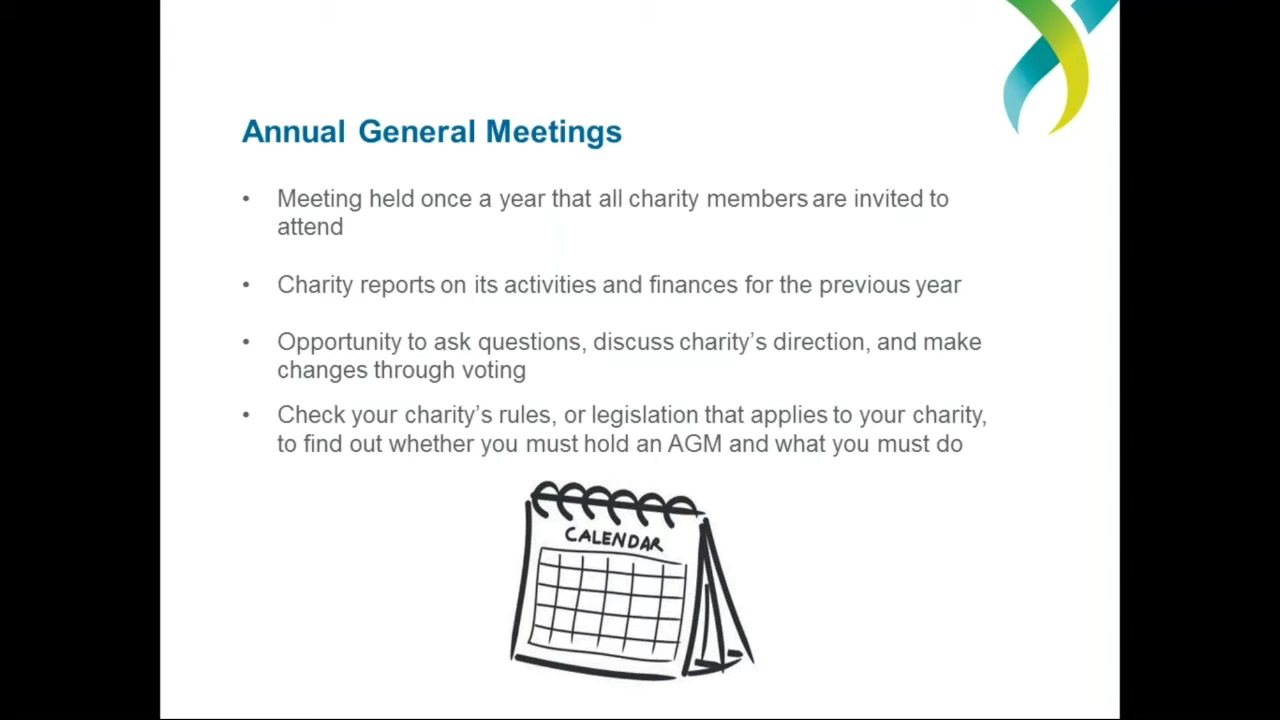 Annual General Meetings
• Meeting held once a year that all charity members are invited to
attend
• Charity reports on its activities and finances for the previous year
• Opportunity to ask questions, discuss charity’s direction, and make
changes through voting
• Check your charity’s rules, or legislation that applies to your charity,
to find out whether you must hold an AGM and what you must do
CALENDAR